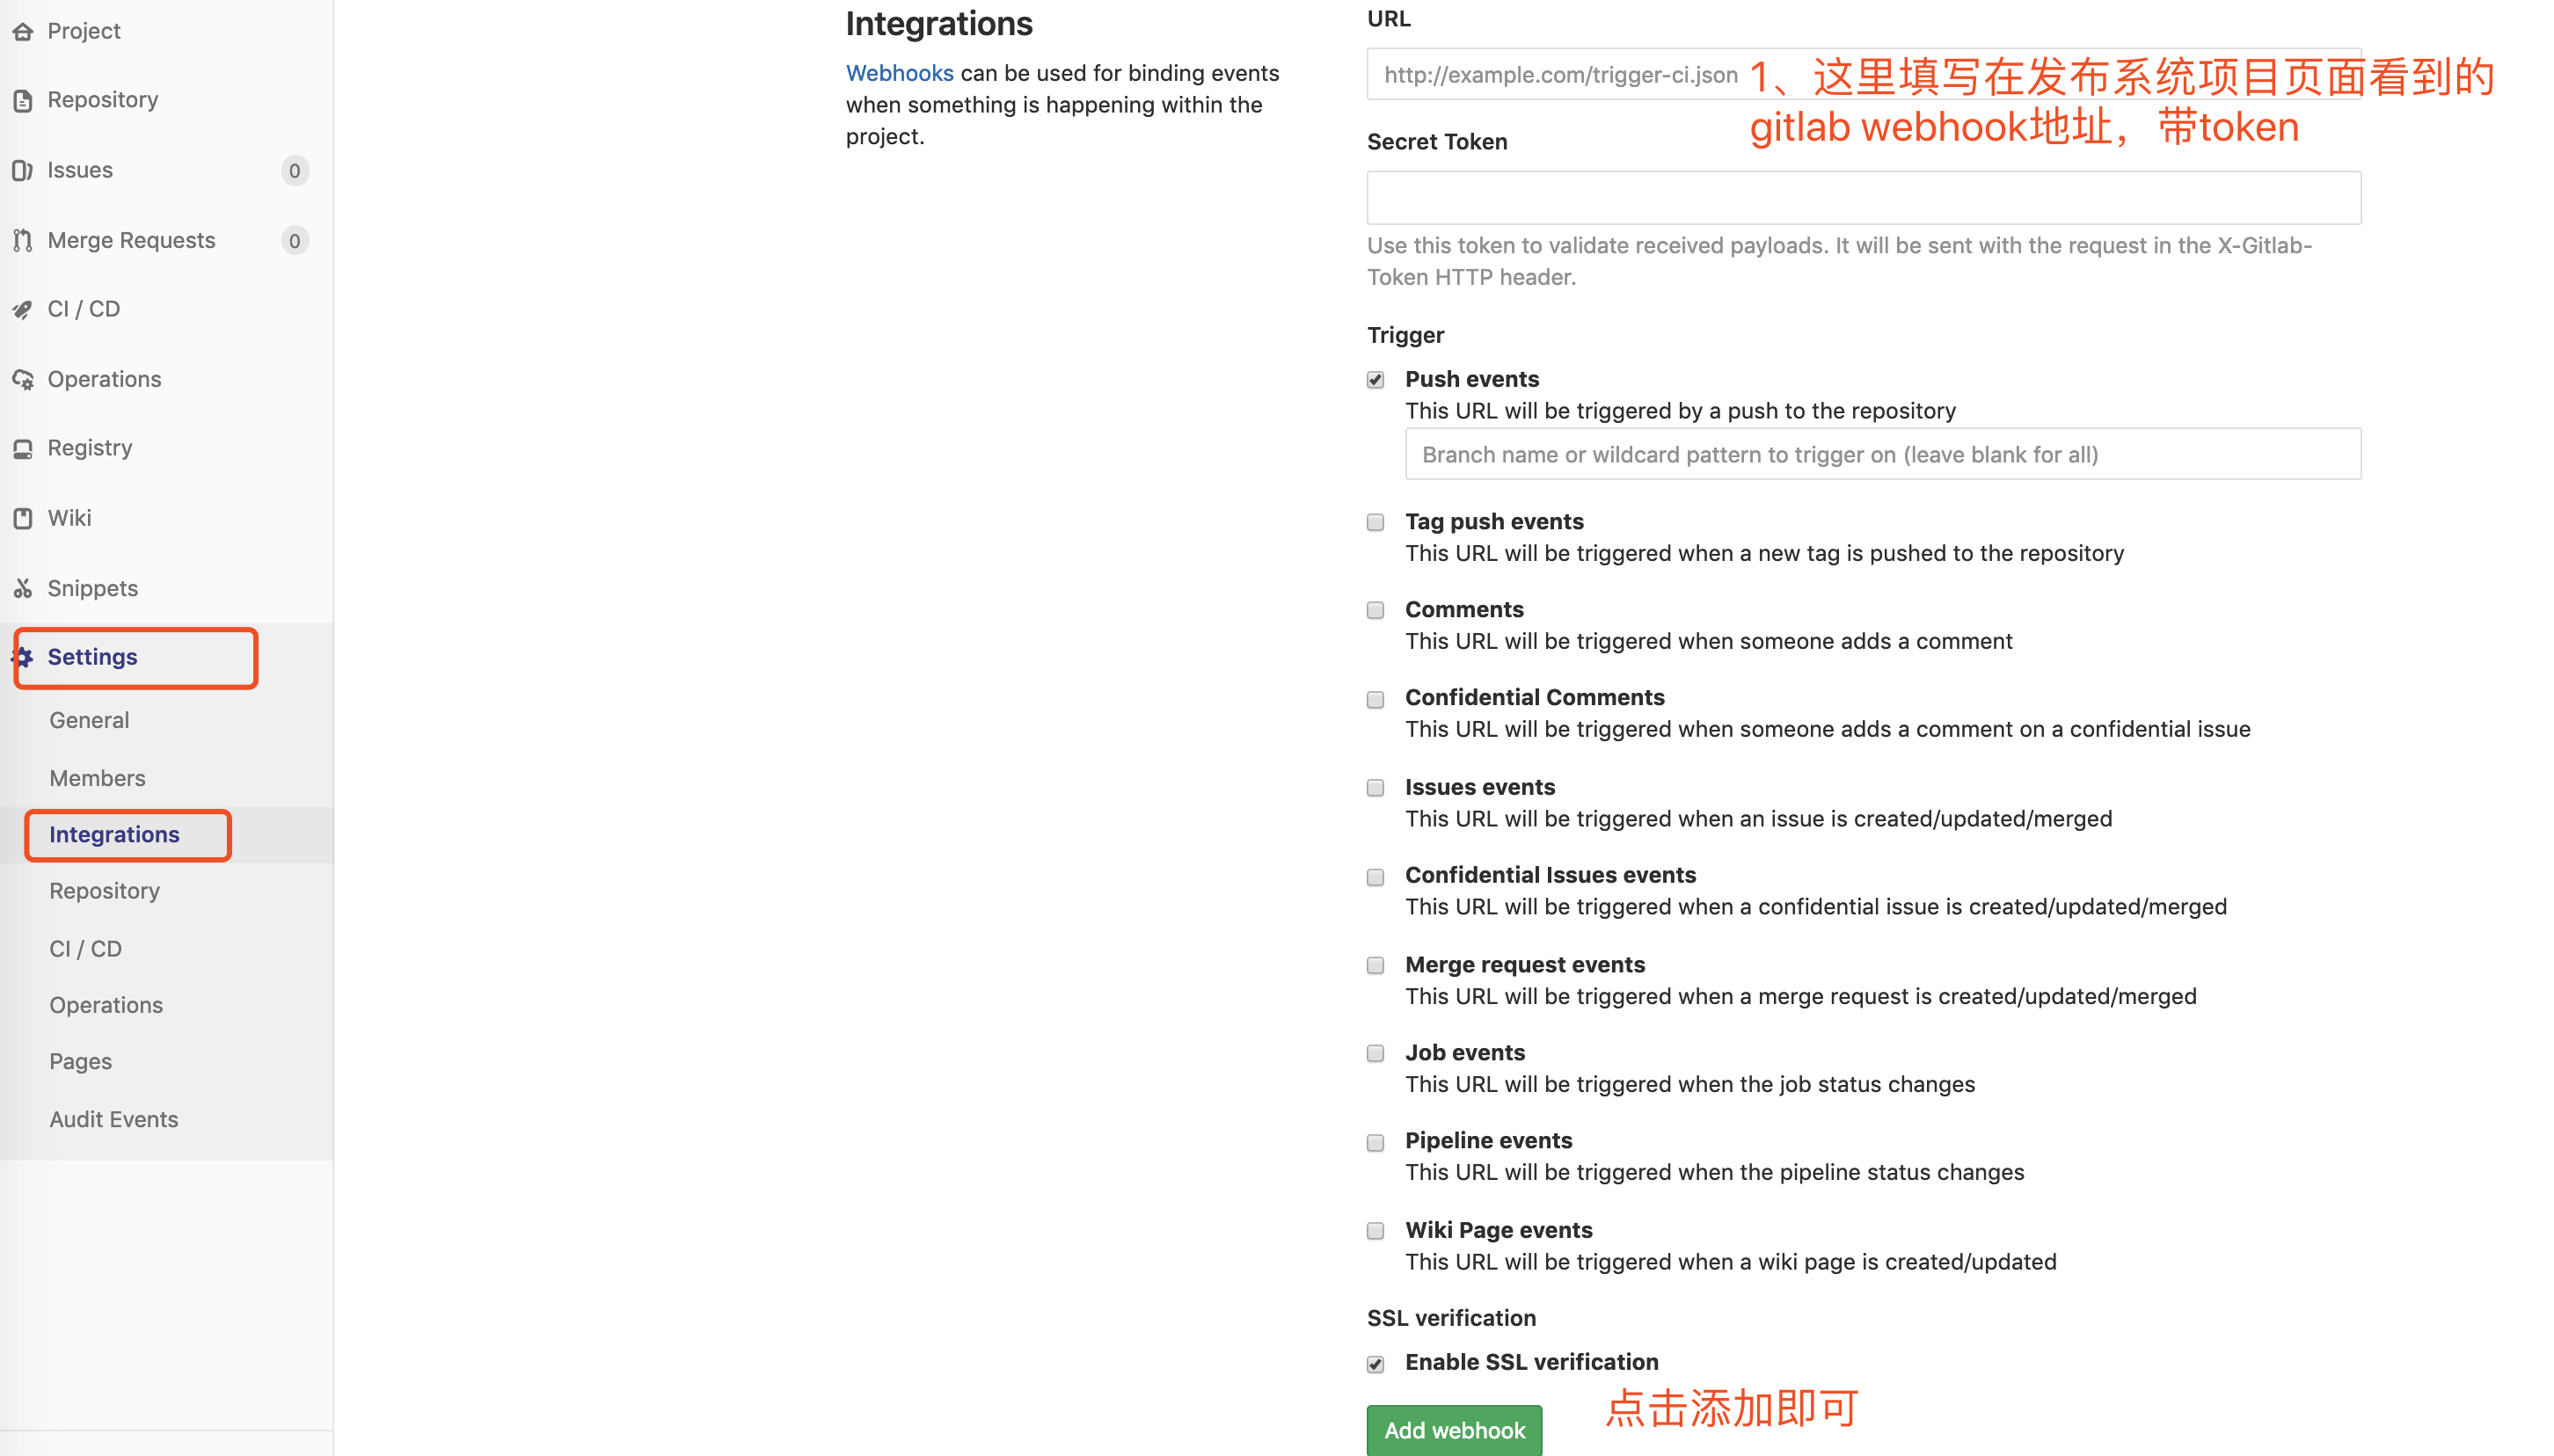 Project
Repository
Issues 0
Merge Requests 0
CI / CD
Operations
Registry
Wiki
Snippets
Settings
General
Members
Integrations
Repository
CI / CD
Operations
Pages
Audit Events
Integrations
Webhooks can be used for binding events
when something is happening within the
project.
URL
http://example.com/trigger-ci.json
1、这里填写在发布系统项目页面看到的
gitlab webhook地址，带token
Secret Token
Use this token to validate received payloads. It will be sent with the request in the X-Gitlab-
Token HTTP header.
Trigger
Push events
This URL will be triggered by a push to the repository
Branch name or wildcard pattern to trigger on (leave blank for all)
Tag push events
This URL will be triggered when a new tag is pushed to the repository
Comments
This URL will be triggered when someone adds a comment
Confidential Comments
This URL will be triggered when someone adds a comment on a confidential issue
Issues events
This URL will be triggered when an issue is created/updated/merged
Confidential Issues events
This URL will be triggered when a confidential issue is created/updated/merged
Merge request events
This URL will be triggered when a merge request is created/updated/merged
Job events
This URL will be triggered when the job status changes
Pipeline events
This URL will be triggered when the pipeline status changes
Wiki Page events
This URL will be triggered when a wiki page is created/updated
SSL verification
Enable SSL verification
点击添加即可
Add webhook